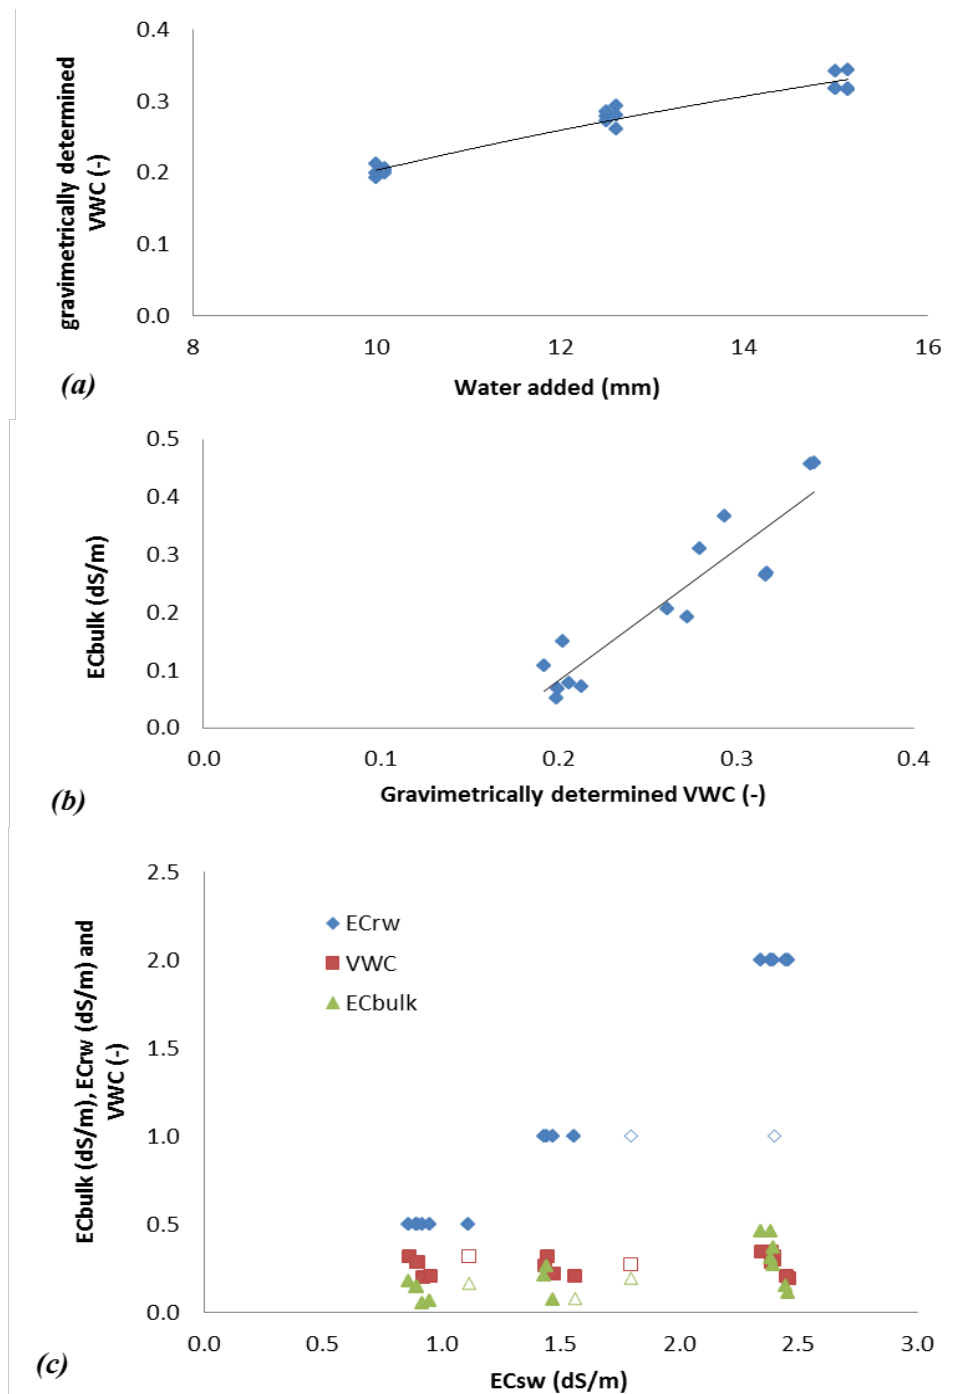 0.4
0.3
0.2
0.1
0.0
gravimetrically determined
VWC (-)
8
10
12
14
16
Water added (mm)
(a)
0.5
0.4
0.3
0.2
0.1
0.0
ECbulk (dS/m)
0.0
0.1
0.2
0.3
0.4
Gravimetrically determined VWC (-)
(b)
2.5
2.0
1.5
1.0
0.5
0.0
ECbulk (dS/m), ECrw (dS/m) and
VWC (-)
ECrw
VWC
ECbulk
0.0
0.5
1.0
1.5
2.0
2.5
3.0
ECsw (dS/m)
(c)